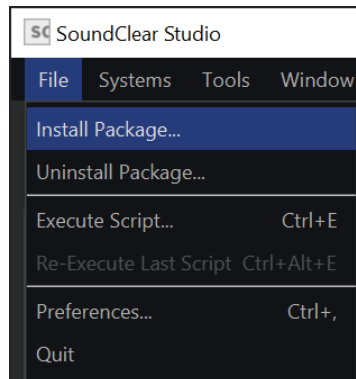 SC SoundClear Studio
File Systems Tools Window
Install Package...
Uninstall Package...
Execute Script... Ctrl+E
Re-Execute Last Script Ctrl+Alt+E
Preferences... Ctrl+,
Quit